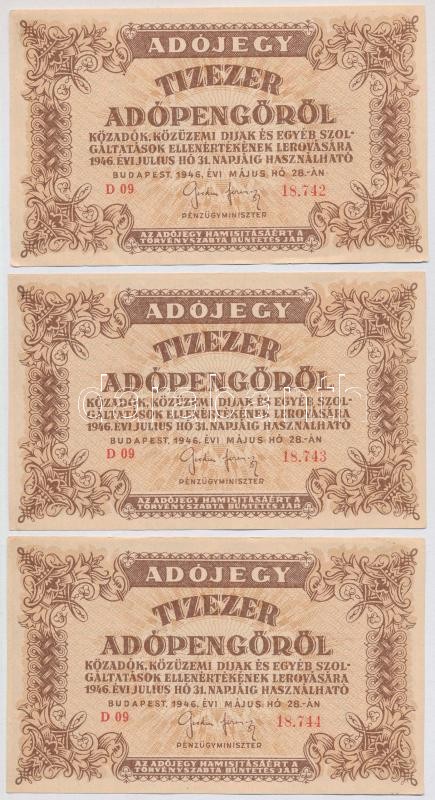 ADÓJEGY
TIZEZER
ADÓPENGŐRŐL
KÖZADÓK, KÖZÜZEMI DIJAK ÉS EGYÉB SZOL-
GÁLTATÁSOK ELLENÉRTÉKÉNEK LEROVÁSÁRA
1946. ÉVI JULIUS HÓ 31. NAPJÁIG HASZNÁLHATÓ
BUDAPEST, 1946. ÉVI MÁJUS HÓ 28.-ÁN
D 09 18.742
PÉNZÜGYMINISZTER
AZ ADÓJEGY HAMISITÁSÁÉRT A
TÖRVÉNYSZABTA BÜNTETÉS JÁR
ADÓJEGY
TIZEZER
ADÓPENGŐRŐL
KÖZADÓK, KÖZÜZEMI DIJAK ÉS EGYÉB SZOL-
GÁLTATÁSOK ELLENÉRTÉKÉNEK LEROVÁSÁRA
1946. ÉVI JULIUS HÓ 31. NAPJÁIG HASZNÁLHATÓ
BUDAPEST, 1946. ÉVI MÁJUS HÓ 28.-ÁN
D 09 18.743
PÉNZÜGYMINISZTER
AZ ADÓJEGY HAMISITÁSÁÉRT A
TÖRVÉNYSZABTA BÜNTETÉS JÁR
ADÓJEGY
TIZEZER
ADÓPENGŐRŐL
KÖZADÓK, KÖZÜZEMI DIJAK ÉS EGYÉB SZOL-
GÁLTATÁSOK ELLENÉRTÉKÉNEK LEROVÁSÁRA
1946. ÉVI JULIUS HÓ 31. NAPJÁIG HASZNÁLHATÓ
BUDAPEST, 1946. ÉVI MÁJUS HÓ 28.-ÁN
D 09 18.744
PÉNZÜGYMINISZTER
AZ ADÓJEGY HAMISITÁSÁÉRT A
TÖRVÉNYSZABTA BÜNTETÉS JÁR